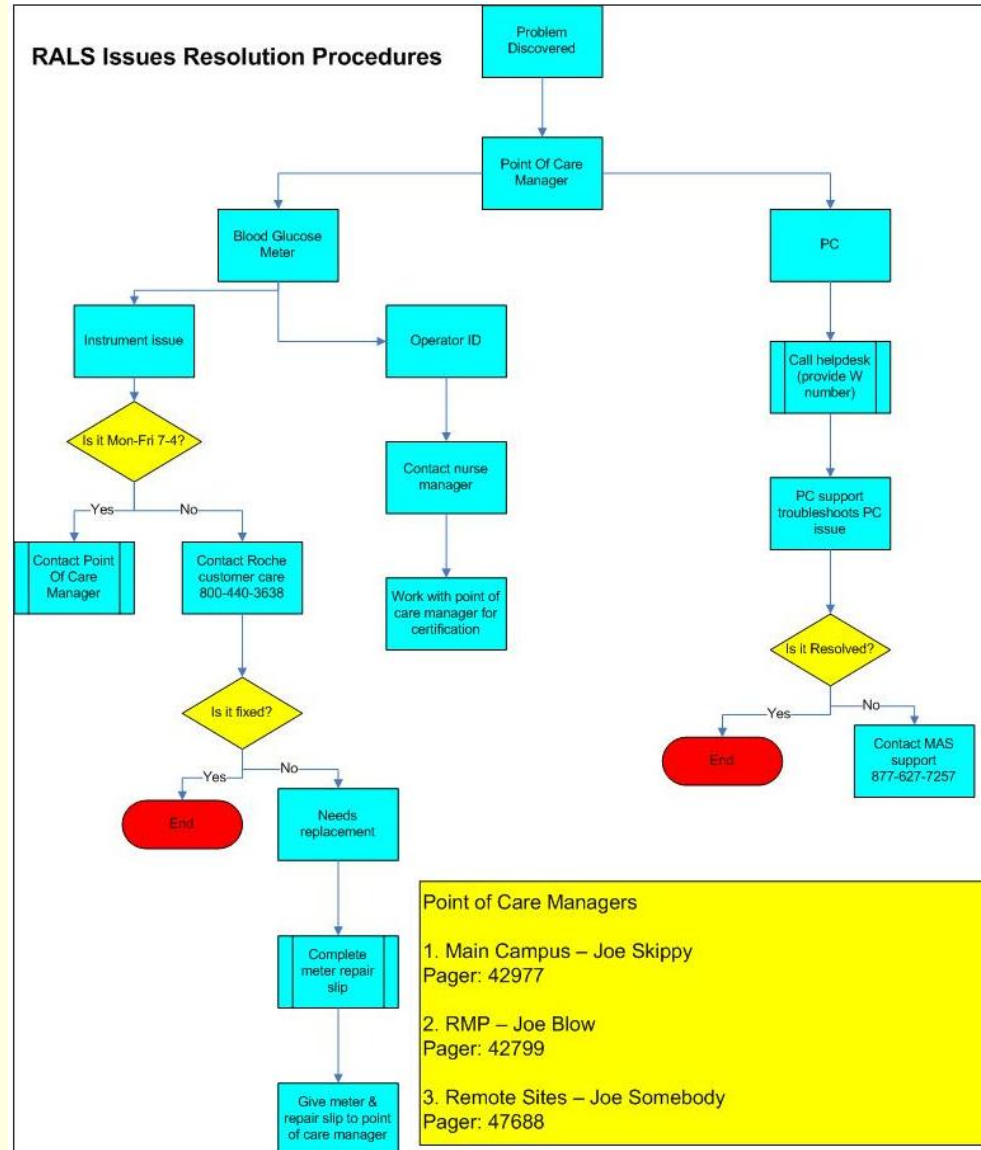 Problem
Discovered
RALS Issues Resolution Procedures
Point Of Care
Manager
Blood Glucose
Meter
PC
Instrument issue
Operator ID
Call helpdesk
(provide W
number)
Is it Mon-Fri 7-4?
Contact nurse
manager
PC support
troubleshoots PC
issue
Yes
No
Contact Point
Of Care
Manager
Contact Roche
customer care
800-440-3638
Work with point of
care manager for
certification
Is it Resolved?
Is it fixed?
Yes
No
End
Contact MAS
support
877-627-7257
Yes
No
End
Needs
replacement
Complete
meter repair
slip
Give meter &
repair slip to point
of care manager
Point of Care Managers
1. Main Campus – Joe Skippy
Pager: 42977
2. RMP – Joe Blow
Pager: 42799
3. Remote Sites – Joe Somebody
Pager: 47688